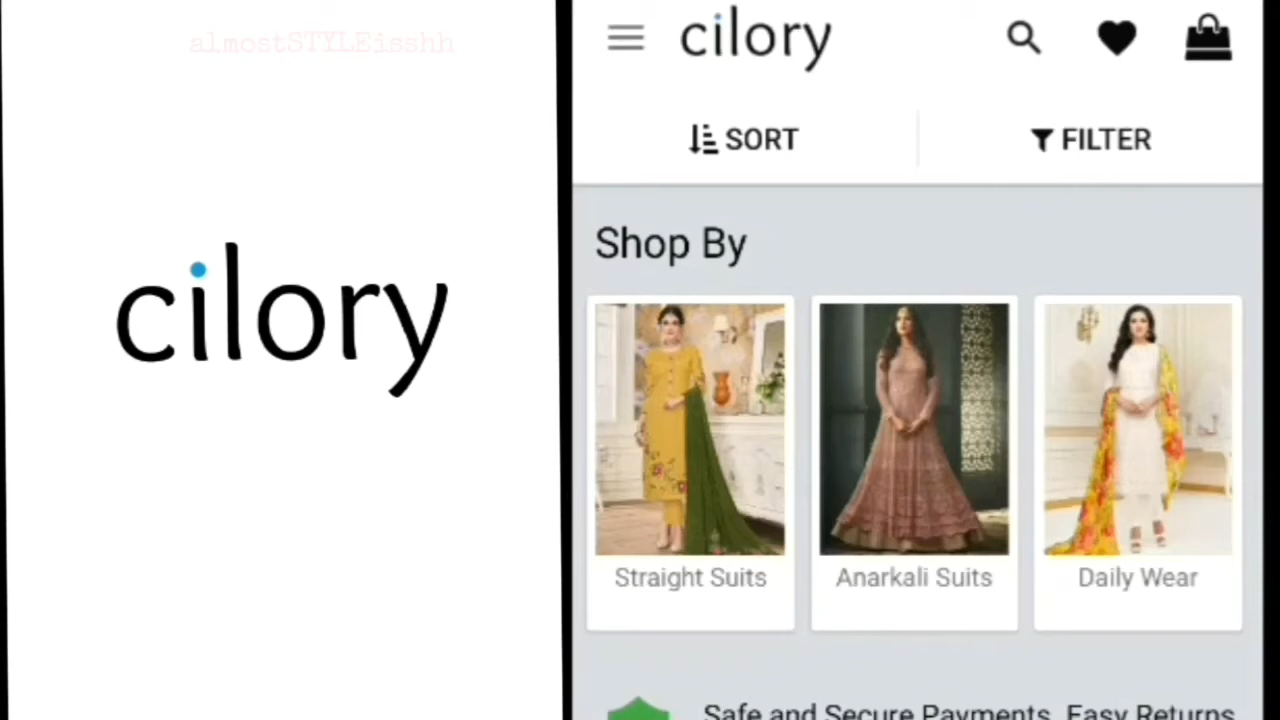 almostSTYLEisshh
cilory
cilory
SORT
FILTER
Shop By
Straight Suits
Anarkali Suits
Daily Wear
Safe and Secure Payments. Easy Returns